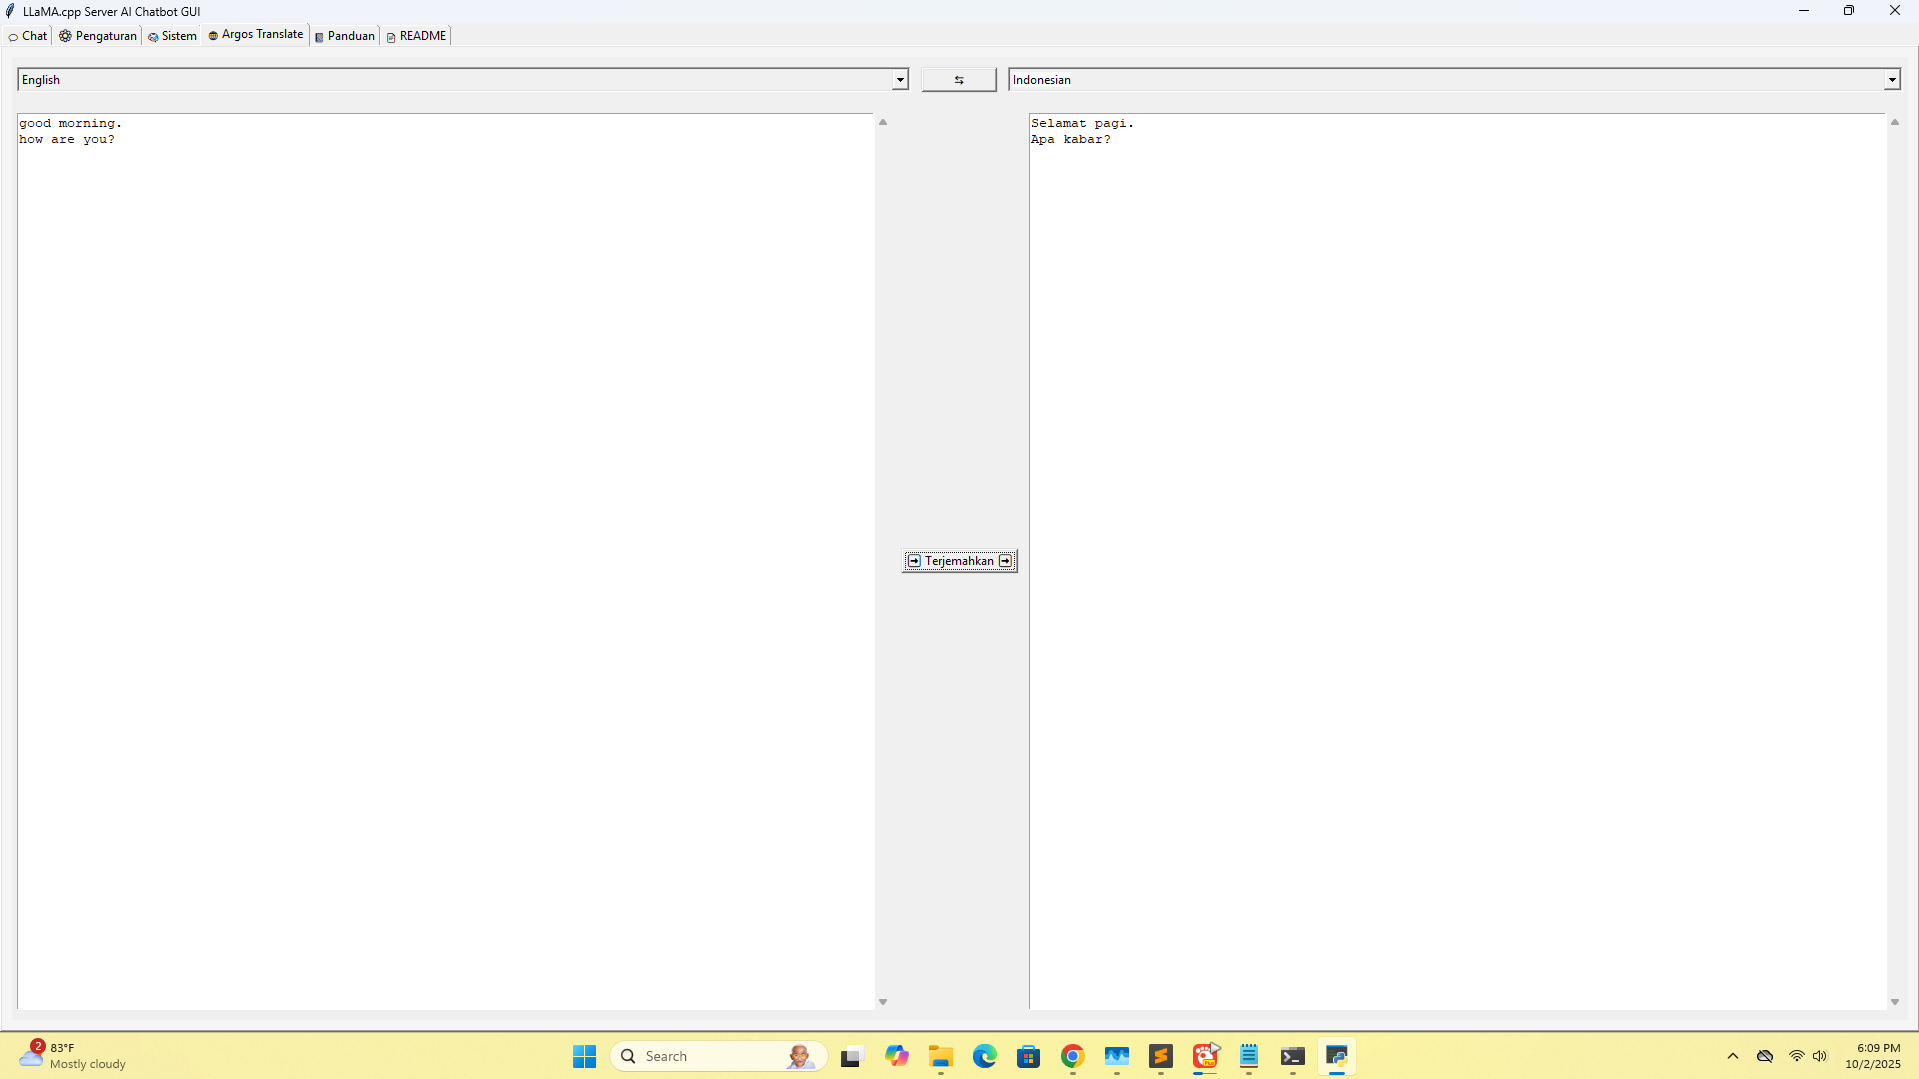 LLaMA.cpp Server AI Chatbot GUI
Chat
Pengaturan
Sistem
Argos Translate
Panduan
README
English
⇆
Indonesian
good morning.
how are you?
Selamat pagi.
Apa kabar?
Terjemahkan
2
83°F
Mostly cloudy
Search
6:09 PM
10/2/2025